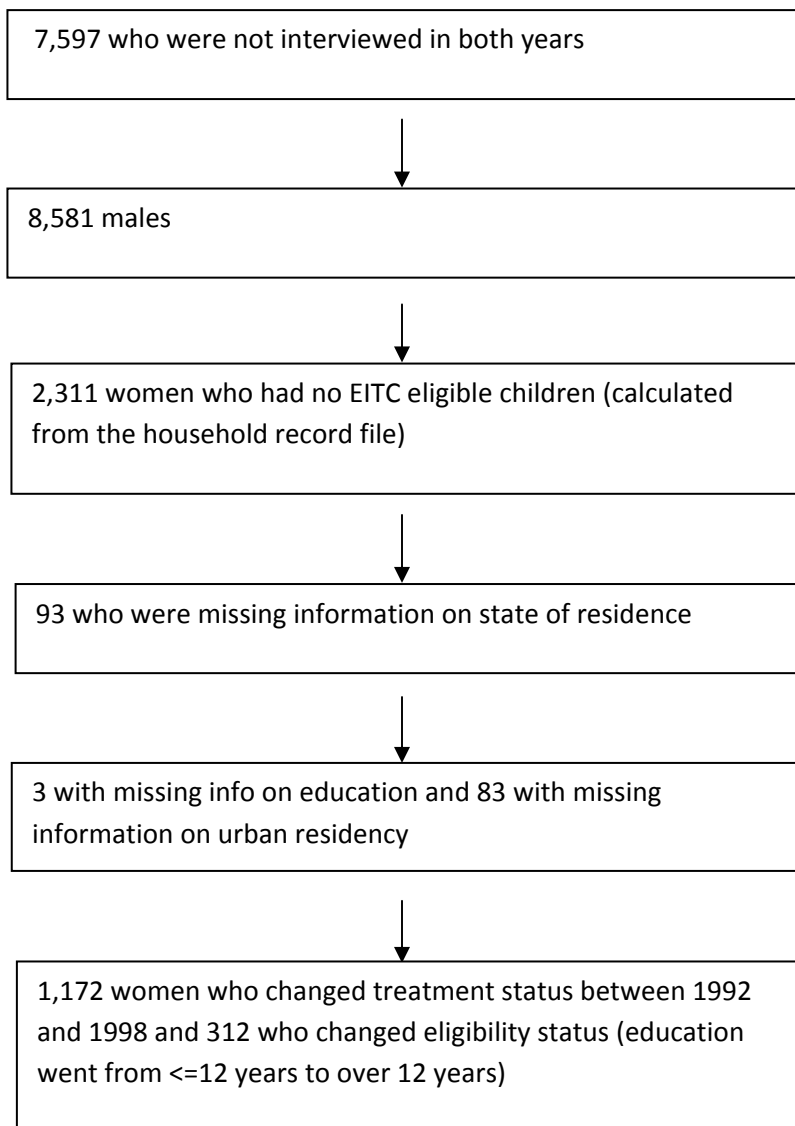 7,597 who were not interviewed in both years
8,581 males
2,311 women who had no EITC eligible children (calculated
from the household record file)
93 who were missing information on state of residence
3 with missing info on education and 83 with missing
information on urban residency
1,172 women who changed treatment status between 1992
and 1998 and 312 who changed eligibility status (education
went from <=12 years to over 12 years)